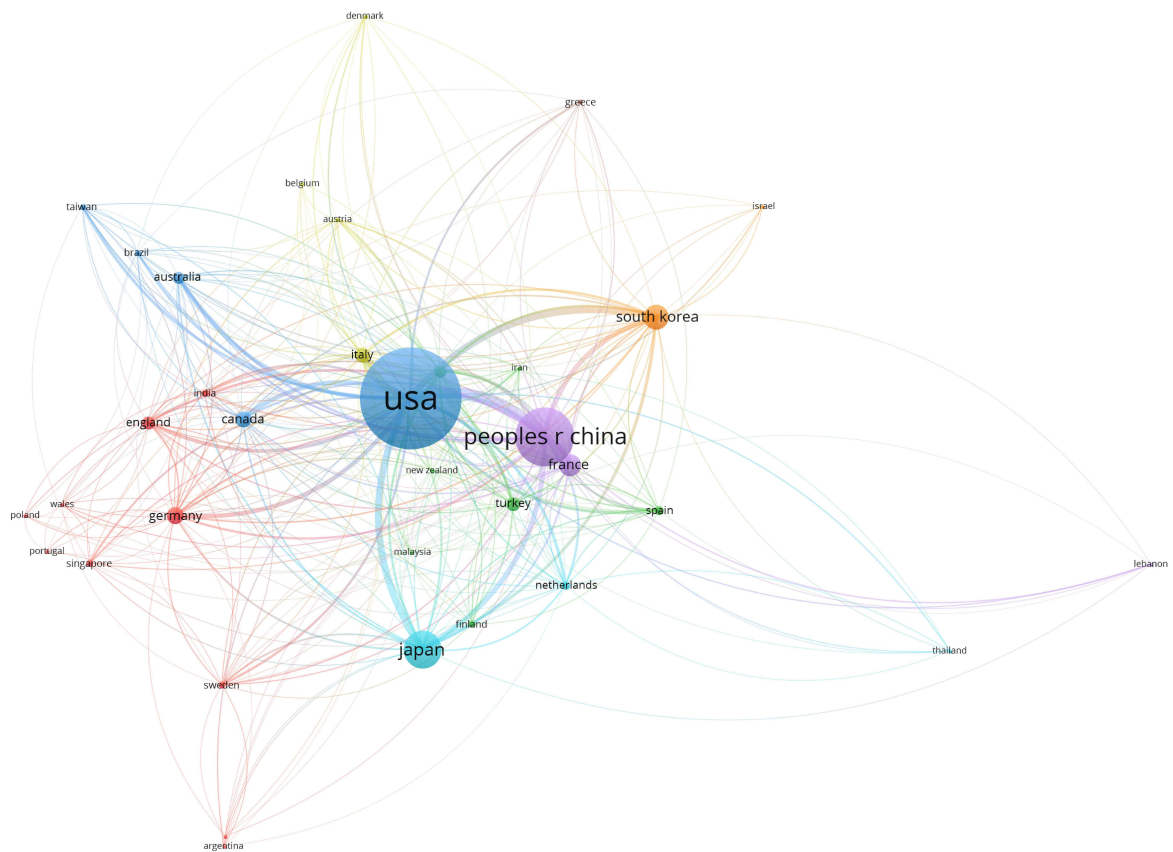 denmark
greece
belgium
taiwan
israel
austria
brazil
australia
south korea
italy
iran
india
usa
canada
england
peoples r china
france
new zealand
wales
turkey
spain
poland
germany
portugal
malaysia
singapore
lebanon
netherlands
finland
japan
thailand
sweden
argentina